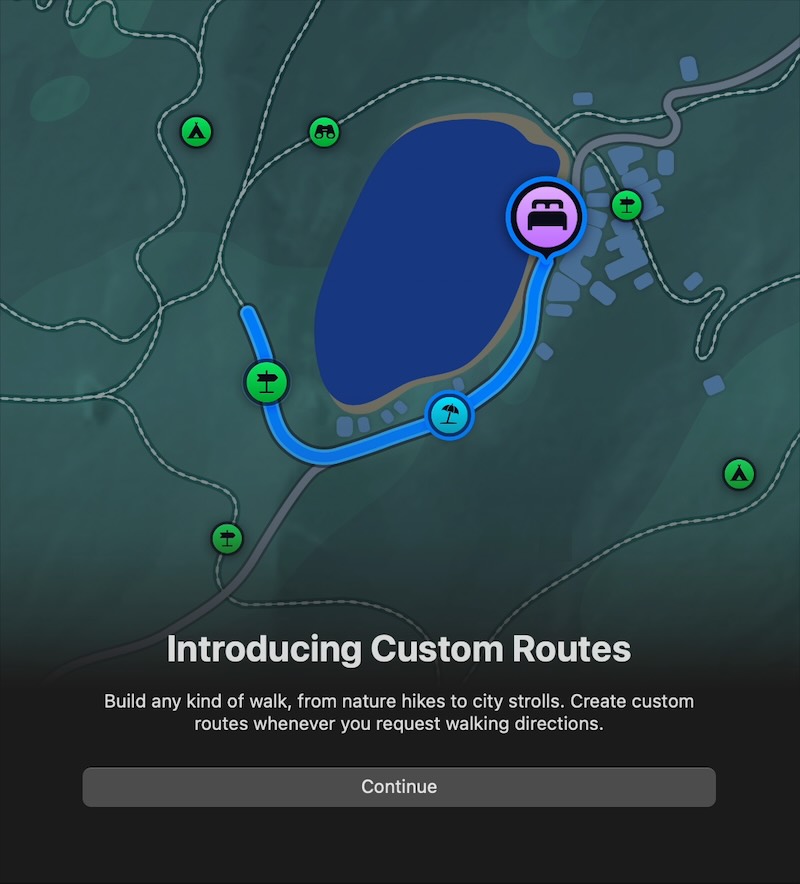 Introducing Custom Routes
Build any kind of walk, from nature hikes to city strolls. Create custom
routes whenever you request walking directions.
Continue